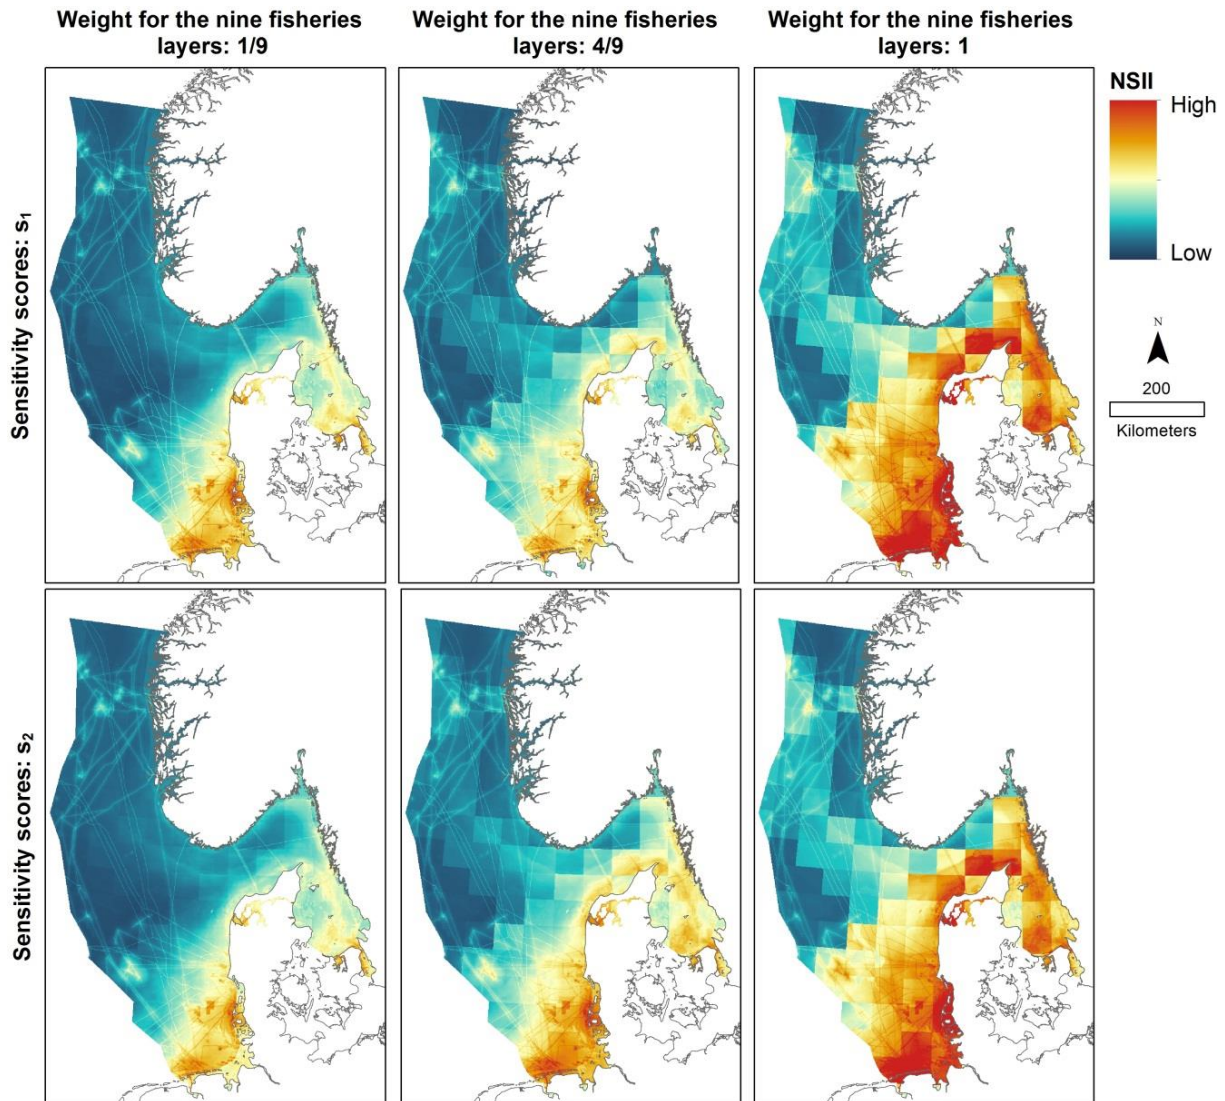 Weight for the nine fisheries
layers: 1/9
Weight for the nine fisheries
layers: 4/9
Weight for the nine fisheries
layers: 1
NSII
High
Low
N
200
Kilometers
Sensitivity scores: s₁
Sensitivity scores: s₂